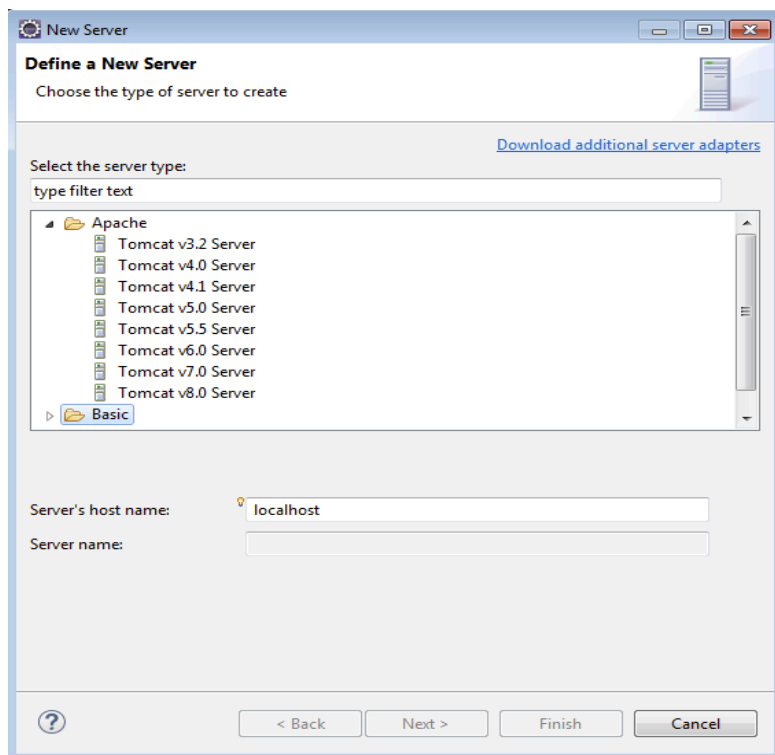 New Server
Define a New Server
Choose the type of server to create
Download additional server adapters
Select the server type:
type filter text
Apache
Tomcat v3.2 Server
Tomcat v4.0 Server
Tomcat v4.1 Server
Tomcat v5.0 Server
Tomcat v5.5 Server
Tomcat v6.0 Server
Tomcat v7.0 Server
Tomcat v8.0 Server
Basic
Server's host name: localhost
Server name:
? < Back Next > Finish Cancel